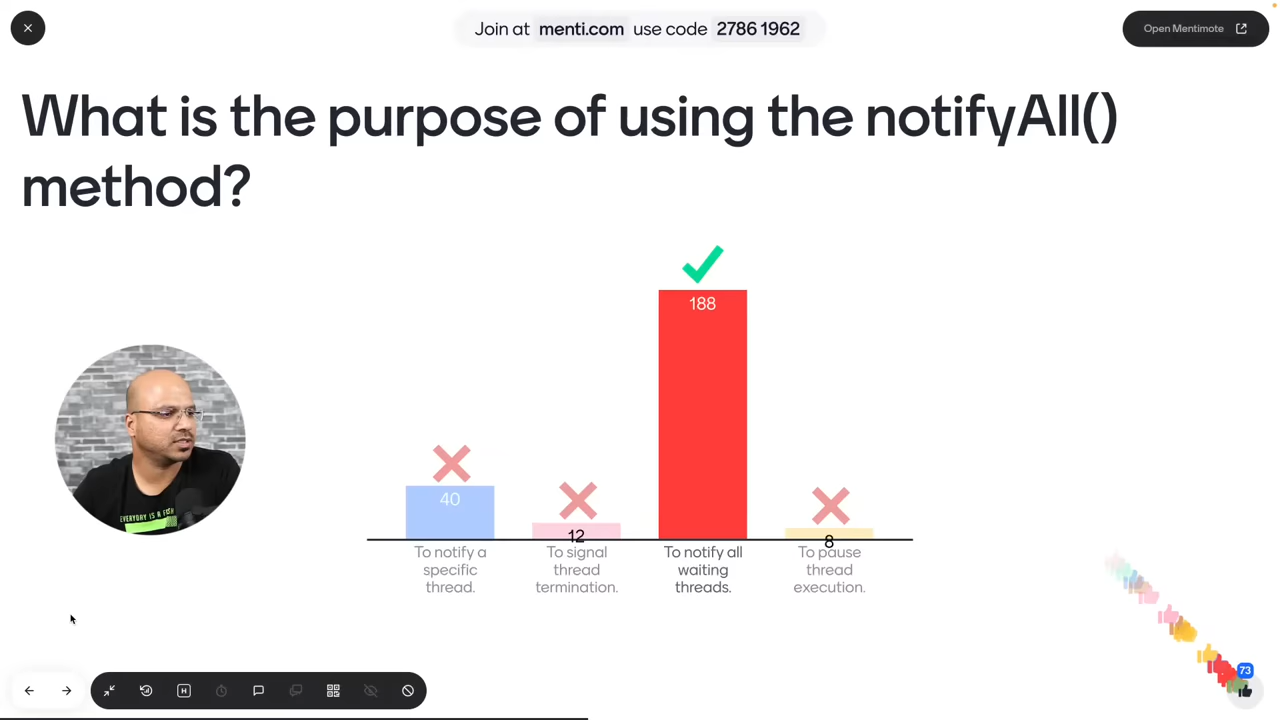 Join at menti.com use code 2786 1962
Open Mentimote
What is the purpose of using the notifyAll()
method?
188
40
12
8
To notify a
specific
thread.
To signal
thread
termination.
To notify all
waiting
threads.
To pause
thread
execution.
EVERYDAY IS A
H
73